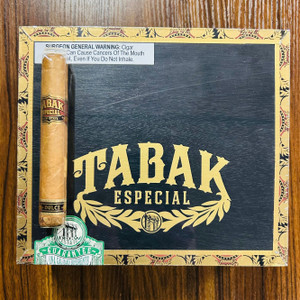 SURGEON GENERAL WARNING: Cigar
Can Cause Cancers Of The Mouth
Even If You Do Not Inhale.
TABAK
ESPECIAL
TABAK
ESPECIAL
DULCE